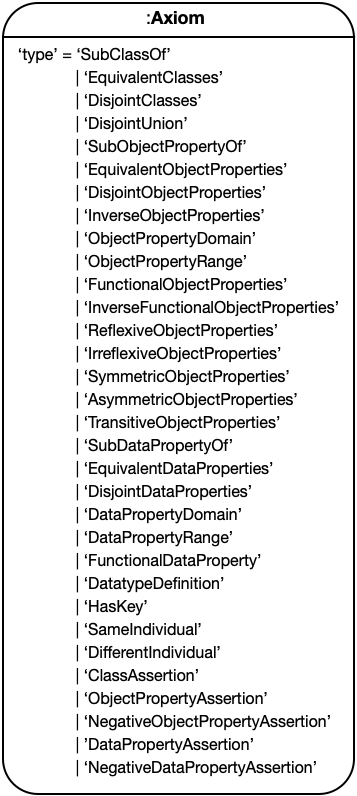 :Axiom
‘type’ = ‘SubClassOf’
| ‘EquivalentClasses’
| ‘DisjointClasses’
| ‘DisjointUnion’
| ‘SubObjectPropertyOf’
| ‘EquivalentObjectProperties’
| ‘DisjointObjectProperties’
| ‘InverseObjectProperties’
| ‘ObjectPropertyDomain’
| ‘ObjectPropertyRange’
| ‘FunctionalObjectProperties’
| ‘InverseFunctionalObjectProperties’
| ‘ReflexiveObjectProperties’
| ‘IrreflexiveObjectProperties’
| ‘SymmetricObjectProperties’
| ‘AsymmetricObjectProperties’
| ‘TransitiveObjectProperties’
| ‘SubDataPropertyOf’
| ‘EquivalentDataProperties’
| ‘DisjointDataProperties’
| ‘DataPropertyDomain’
| ‘DataPropertyRange’
| ‘FunctionalDataProperty’
| ‘DatatypeDefinition’
| ‘HasKey’
| ‘SameIndividual’
| ‘DifferentIndividual’
| ‘ClassAssertion’
| ‘ObjectPropertyAssertion’
| ‘NegativeObjectPropertyAssertion’
| ’DataPropertyAssertion’
| ‘NegativeDataPropertyAssertion’